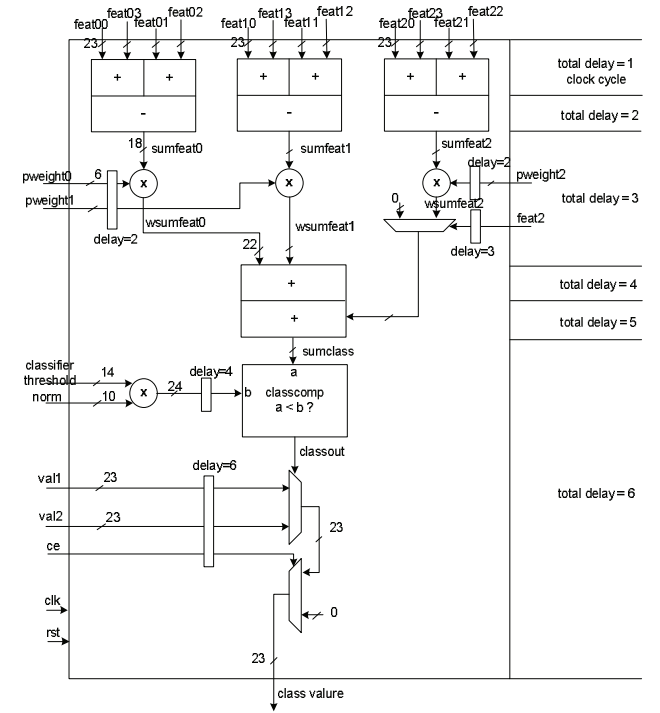 feat00 feat03 feat01 feat02
feat10 feat13 feat11 feat12
feat20 feat23 feat21 feat22
23 23 23
+ + + + + +
total delay = 1
clock cycle
- - -
total delay = 2
18 sumfeat0 sumfeat1 sumfeat2
pweight0 6 x x x delay=2 pweight2
pweight1
delay=2
wsumfeat0 wsumfeat1 wsumfeat2
0
feat2
delay=3
total delay = 3
22
+
total delay = 4
+
total delay = 5
sumclass
classifier
threshold 14
norm 10
x 24 delay=4
a
b classcomp
a < b ?
classout
delay=6
val1 23
val2 23
23
total delay = 6
ce
clk
0
rst
23
class valure